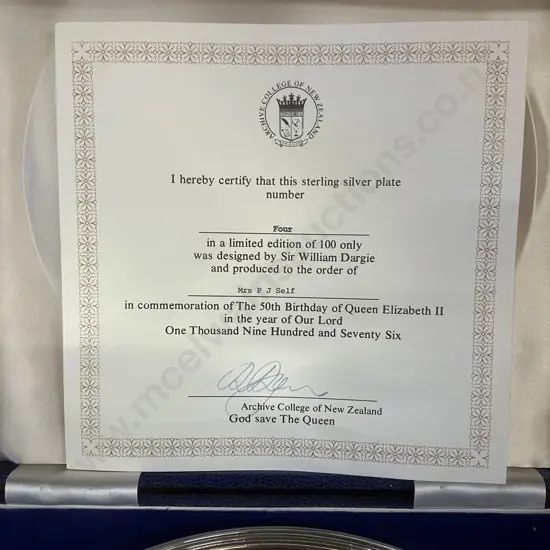 ARCHIVE COLLEGE OF NEW ZEALAND
I hereby certify that this sterling silver plate
number
Four
in a limited edition of 100 only
was designed by Sir William Dargie
and produced to the order of
Mrs P J Self
in commemoration of The 50th Birthday of Queen Elizabeth II
in the year of Our Lord
One Thousand Nine Hundred and Seventy Six
Archive College of New Zealand
God save The Queen